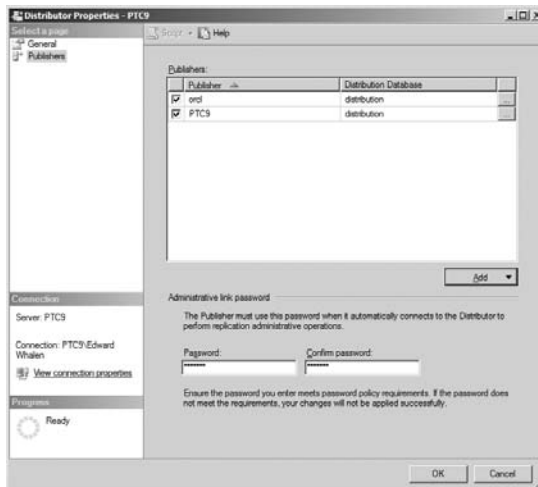 Distributor Properties - PTC9
Select a page
General
Publishers
Script
Help
Publishers:
Publisher
Distribution Database
orcl
distribution
...
PTC9
distribution
...
Add
Administrative link password
The Publisher must use this password when it automatically connects to the Distributor to
perform replication administrative operations.
Password:
Confirm password:
*******
*******
Ensure the password you enter meets password policy requirements. If the password does
not meet the requirements, your changes will not be applied successfully.
Connection
Server: PTC9
Connection: PTC9\Edward
Whalen
View connection properties
Progress
Ready
OK
Cancel